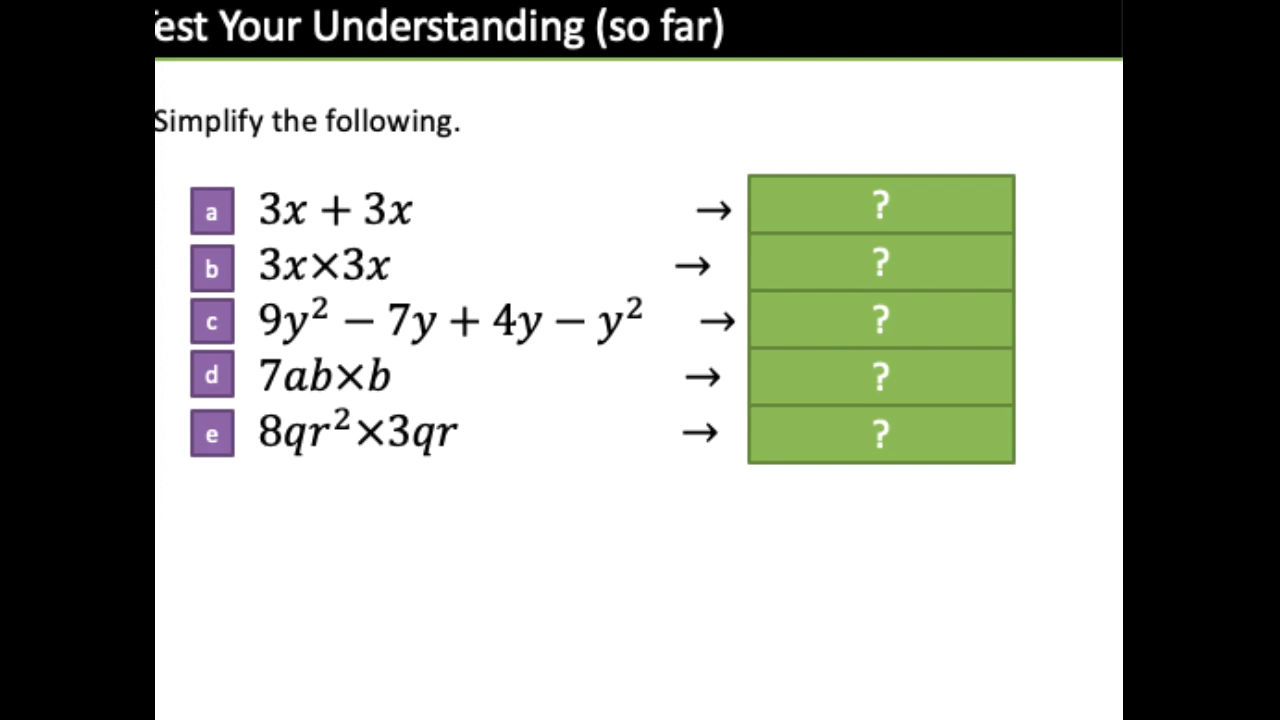 est Your Understanding (so far)
Simplify the following.
a 3x + 3x → ?
b 3x×3x → ?
c 9y² − 7y + 4y − y² → ?
d 7ab×b → ?
e 8qr²×3qr → ?